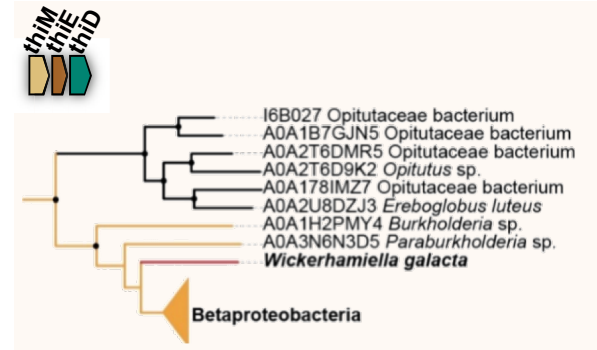 thiM
thiE
thiD
I6B027 Opitutaceae bacterium
A0A1B7GJN5 Opitutaceae bacterium
A0A2T6DMR5 Opitutaceae bacterium
A0A2T6D9K2 Opitutus sp.
A0A178IMZ7 Opitutaceae bacterium
A0A2U8DZJ3 Ereboglobus luteus
A0A1H2PMY4 Burkholderia sp.
A0A3N6N3D5 Paraburkholderia sp.
Wickerhamiella galacta
Betaproteobacteria